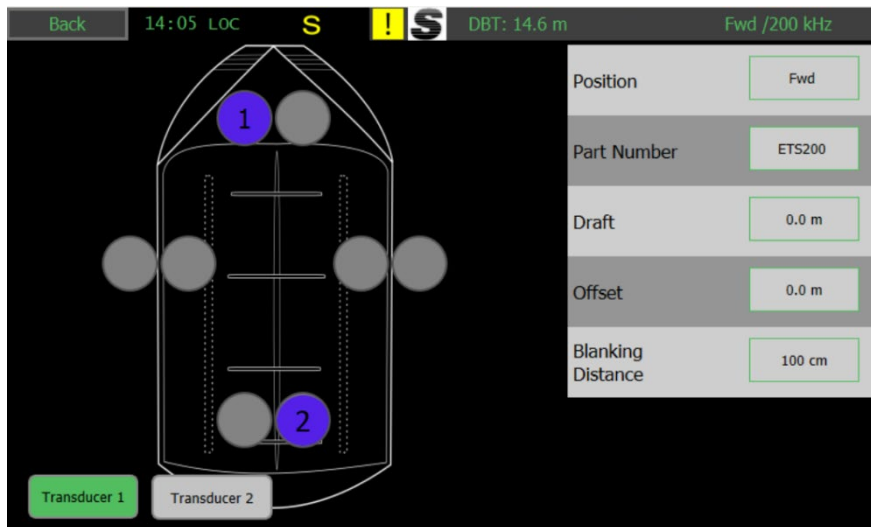 Back
14:05 LOC
S
!
S
DBT: 14.6 m
Fwd /200 kHz
1
2
Position
Fwd
Part Number
ETS200
Draft
0.0 m
Offset
0.0 m
Blanking
Distance
100 cm
Transducer 1
Transducer 2